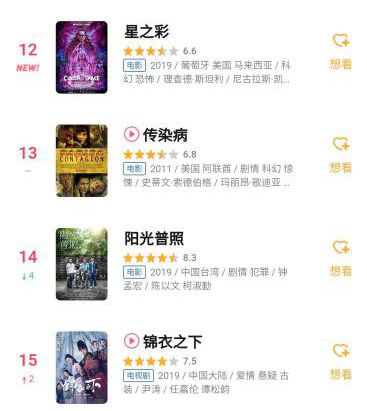 12
NEW!
COLOR OUT OF SPACE
星之彩
6.6
电影 2019 / 葡萄牙 美国 马来西亚 / 科
幻 恐怖 / 理查德·斯坦利 / 尼古拉斯·凯...
想看
13
CONTAGION
传染病
6.8
电影 2011 / 美国 阿联酋 / 剧情 科幻 惊
悚 / 史蒂文·索德伯格 / 玛丽昂·歌迪亚 ...
想看
14
↓4
陽光
普照
阳光普照
8.3
电影 2019 / 中国台湾 / 剧情 犯罪 / 钟
孟宏 / 陈以文 柯淑勤
想看
15
↑2
锦衣之下
7.5
电视剧 2019 / 中国大陆 / 爱情 悬疑 古
装 / 尹涛 / 任嘉伦 谭松韵
想看